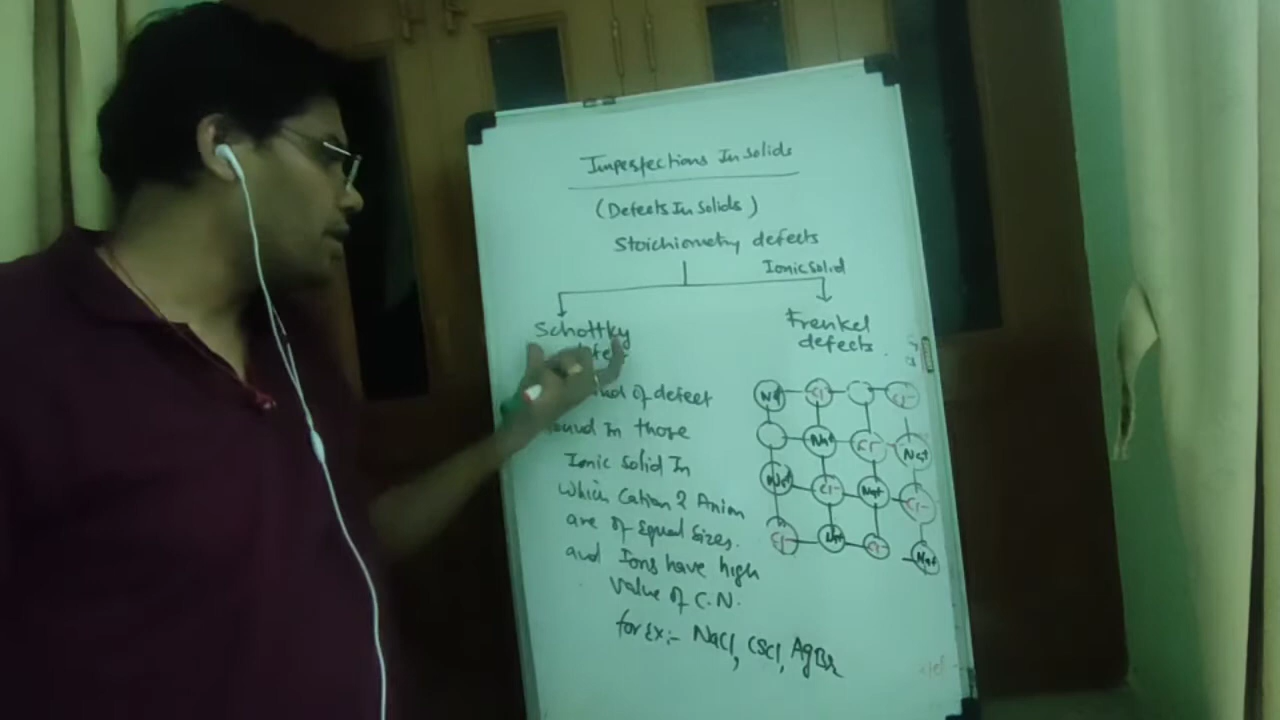 Imperfections In Solids
(Defects In Solids)
Stoichiometry defects
Ionic solid
Schottky
Frenkel
defects.
of defect
In those
Ionic Solid In
Which Cation & Anion
are of Equal Sizes.
and Ions have high
Value of C.N.
for Ex:- NaCl, CsCl, AgBr
Na+ Cl- Cl-
Na+ Cl- Na+
Na+ Cl- Na+ Cl-
Cl- Na+ Cl- Na+